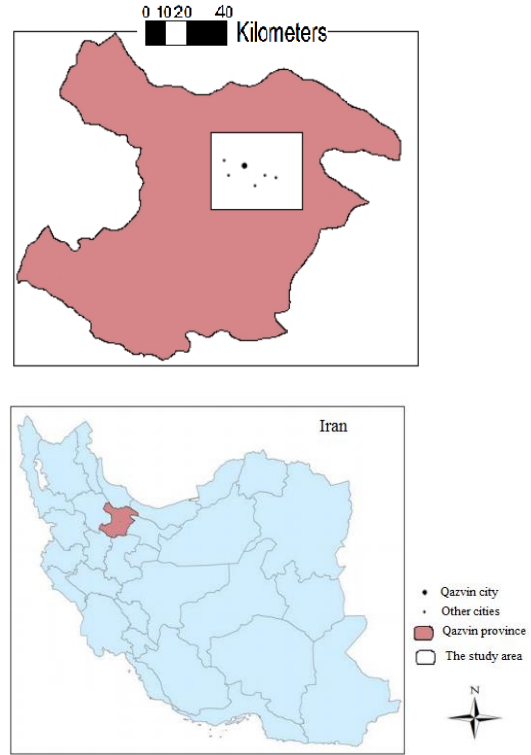 0 10 20 40
Kilometers
Iran
Qazvin city
Other cities
Qazvin province
The study area
N